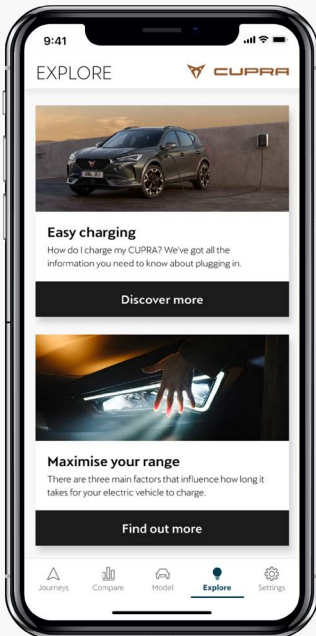 9:41
EXPLORE
CUPRA
Easy charging
How do I charge my CUPRA? We've got all the
information you need to know about plugging in.
Discover more
Maximise your range
There are three main factors that influence how long it
takes for your electric vehicle to charge.
Find out more
Journeys
Compare
Model
Explore
Settings